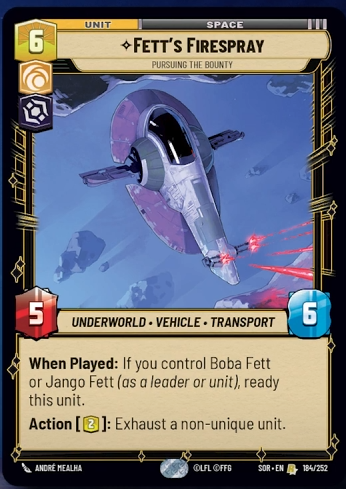 UNIT
SPACE
6
✧FETT'S FIRESPRAY
PURSUING THE BOUNTY
5
6
UNDERWORLD • VEHICLE • TRANSPORT
When Played: If you control Boba Fett
or Jango Fett (as a leader or unit), ready
this unit.
Action [2]: Exhaust a non-unique unit.
ANDRÉ MEALHA
©LFL ©FFG
SOR • EN R 184/252